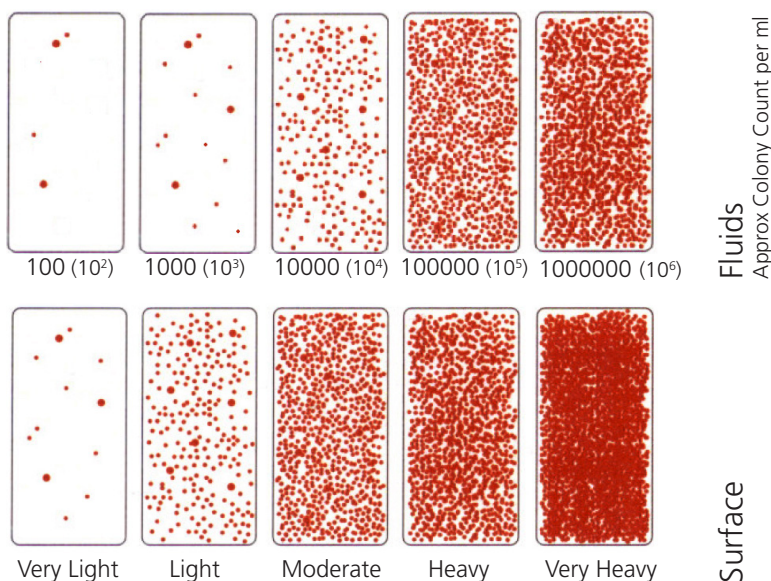 100 (10²)
1000 (10³)
10000 (10⁴)
100000 (10⁵)
1000000 (10⁶)
Fluids
Approx Colony Count per ml
Very Light
Light
Moderate
Heavy
Very Heavy
Surface